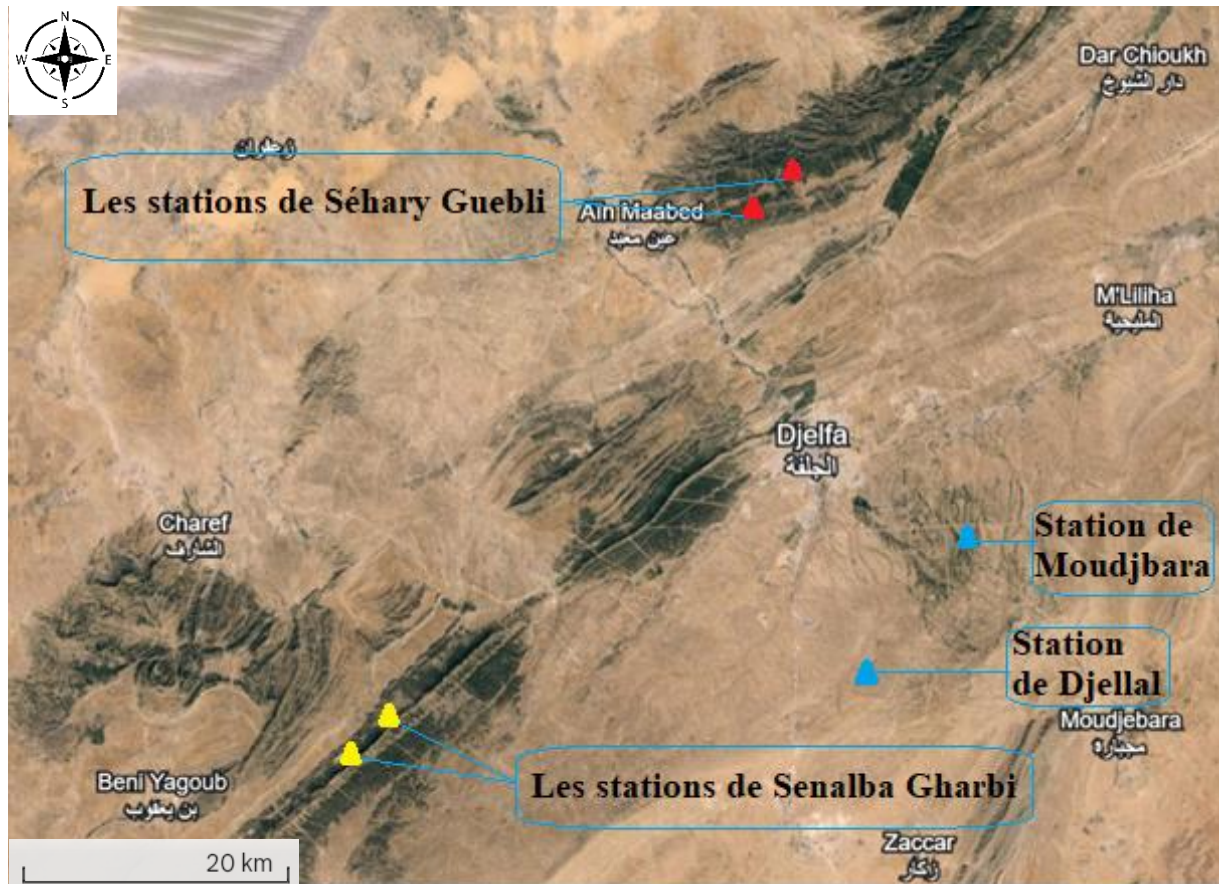 N
W E
S
Dar Chioukh
دار الشيوخ
زعفران
Les stations de Séhary Guebli
Ain Maabed
عين معبد
M'Liliha
المليحة
Djelfa
الجلفة
Charef
الشارف
Station de
Moudjbara
Station
de Djellal
Moudjebara
مجبارة
Les stations de Senalba Gharbi
Beni Yagoub
بن يعقوب
Zaccar
زكار
20 km